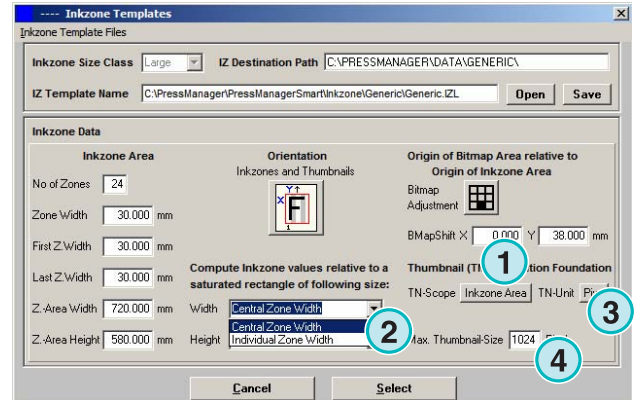 ---- Inkzone Templates
Inkzone Template Files
Inkzone Size Class Large IZ Destination Path C:\PRESSMANAGER\DATA\GENERIC\
IZ Template Name C:\PressManager\PressManagerSmart\Inkzone\Generic\Generic.IZL Open Save
Inkzone Data
Inkzone Area
No of Zones 24
Zone Width 30.000 mm
First Z.Width 30.000 mm
Last Z.Width 30.000 mm
Z.-Area Width 720.000 mm
Z.-Area Height 580.000 mm
Orientation
Inkzones and Thumbnails
Y
X
F
1
Compute Inkzone values relative to a
saturated rectangle of following size:
Width Central Zone Width
Central Zone Width
Height Individual Zone Width
2
Origin of Bitmap Area relative to
Origin of Inkzone Area
Bitmap
Adjustment
BMapShift X 0.000 Y 38.000 mm
1
Thumbnail Foundation
TN-Scope Inkzone Area TN-Unit
3
Max. Thumbnail-Size 1024
4
Cancel Select